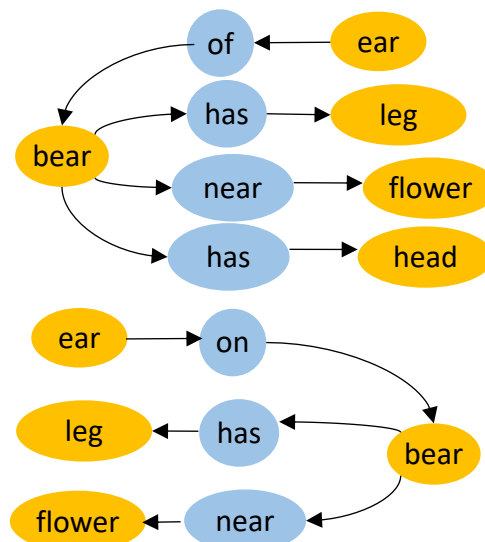 of ear
has leg
bear
near flower
has head
ear on
leg has
bear
flower near